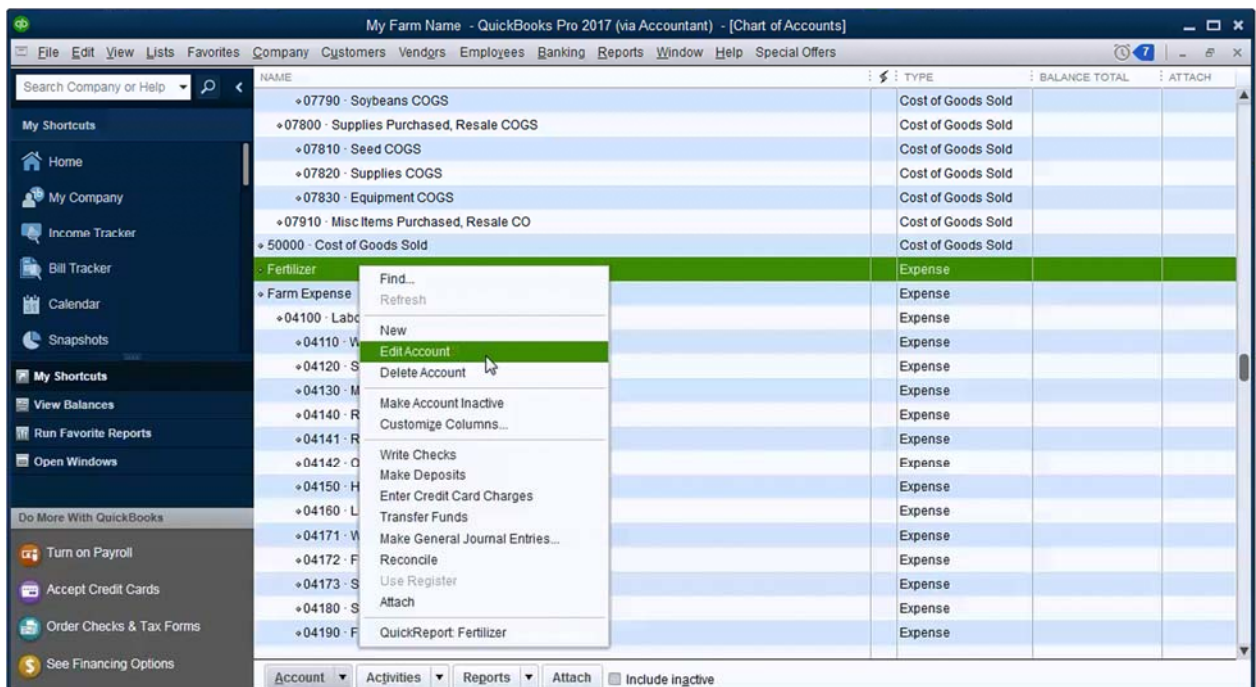 qb
My Farm Name - QuickBooks Pro 2017 (via Accountant) - [Chart of Accounts]
File Edit View Lists Favorites Company Customers Vendors Employees Banking Reports Window Help Special Offers 7
Search Company or Help
My Shortcuts
Home
My Company
Income Tracker
Bill Tracker
Calendar
Snapshots
My Shortcuts
View Balances
Run Favorite Reports
Open Windows
Do More With QuickBooks
Turn on Payroll
Accept Credit Cards
Order Checks & Tax Forms
See Financing Options
NAME TYPE BALANCE TOTAL ATTACH
07790 · Soybeans COGS Cost of Goods Sold
07800 · Supplies Purchased, Resale COGS Cost of Goods Sold
07810 · Seed COGS Cost of Goods Sold
07820 · Supplies COGS Cost of Goods Sold
07830 · Equipment COGS Cost of Goods Sold
07910 · Misc Items Purchased, Resale CO Cost of Goods Sold
50000 · Cost of Goods Sold Cost of Goods Sold
Fertilizer Expense
Farm Expense Expense
04100 · Labo Expense
04110 · W Expense
04120 · S Expense
04130 · M Expense
04140 · R Expense
04141 · R Expense
04142 · O Expense
04150 · H Expense
04160 · L Expense
04171 · W Expense
04172 · F Expense
04173 · S Expense
04180 · S Expense
04190 · F Expense
Find...
Refresh
New
Edit Account
Delete Account
Make Account Inactive
Customize Columns...
Write Checks
Make Deposits
Enter Credit Card Charges
Transfer Funds
Make General Journal Entries...
Reconcile
Use Register
Attach
QuickReport: Fertilizer
Account Activities Reports Attach Include inactive